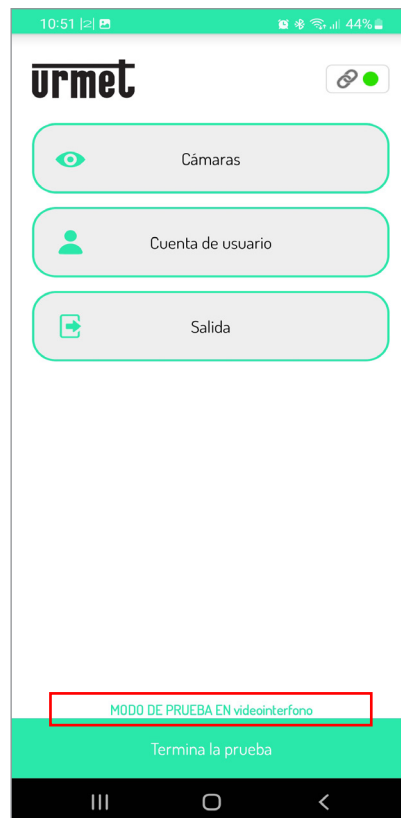 10:51 44%
urmet
Cámaras
Cuenta de usuario
Salida
MODO DE PRUEBA EN videointerfono
Termina la prueba